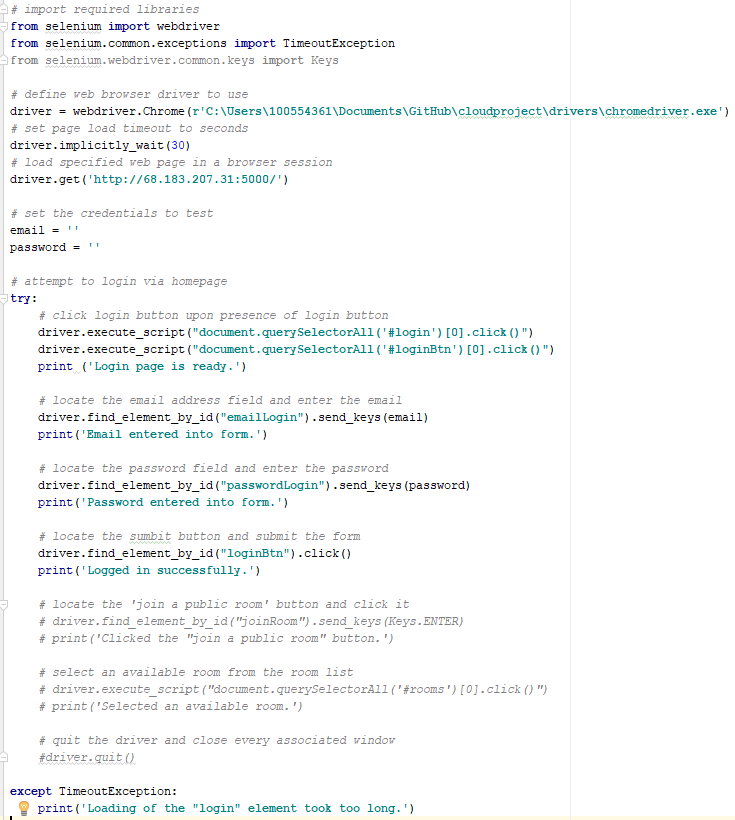 # import required libraries
from selenium import webdriver
from selenium.common.exceptions import TimeoutException
from selenium.webdriver.common.keys import Keys
# define web browser driver to use
driver = webdriver.Chrome(r'C:\Users\100554361\Documents\GitHub\cloudproject\drivers\chromedriver.exe')
# set page load timeout to seconds
driver.implicitly_wait(30)
# load specified web page in a browser session
driver.get('http://68.183.207.31:5000/')
# set the credentials to test
email = ''
password = ''
# attempt to login via homepage
try:
    # click login button upon presence of login button
    driver.execute_script("document.querySelectorAll('#login')[0].click()")
    driver.execute_script("document.querySelectorAll('#loginBtn')[0].click()")
    print ('Login page is ready.')
    # locate the email address field and enter the email
    driver.find_element_by_id("emailLogin").send_keys(email)
    print('Email entered into form.')
    # locate the password field and enter the password
    driver.find_element_by_id("passwordLogin").send_keys(password)
    print('Password entered into form.')
    # locate the sumbit button and submit the form
    driver.find_element_by_id("loginBtn").click()
    print('Logged in successfully.')
    # locate the 'join a public room' button and click it
    # driver.find_element_by_id("joinRoom").send_keys(Keys.ENTER)
    # print('Clicked the "join a public room" button.')
    # select an available room from the room list
    # driver.execute_script("document.querySelectorAll('#rooms')[0].click()")
    # print('Selected an available room.')
    # quit the driver and close every associated window
    #driver.quit()
except TimeoutException:
    print('Loading of the "login" element took too long.')